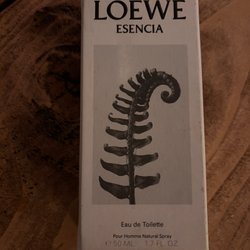 LOEWE
ESENCIA
Eau de Toilette
Pour Homme Natural Spray
℮ 50 ML 1.7 FL. OZ